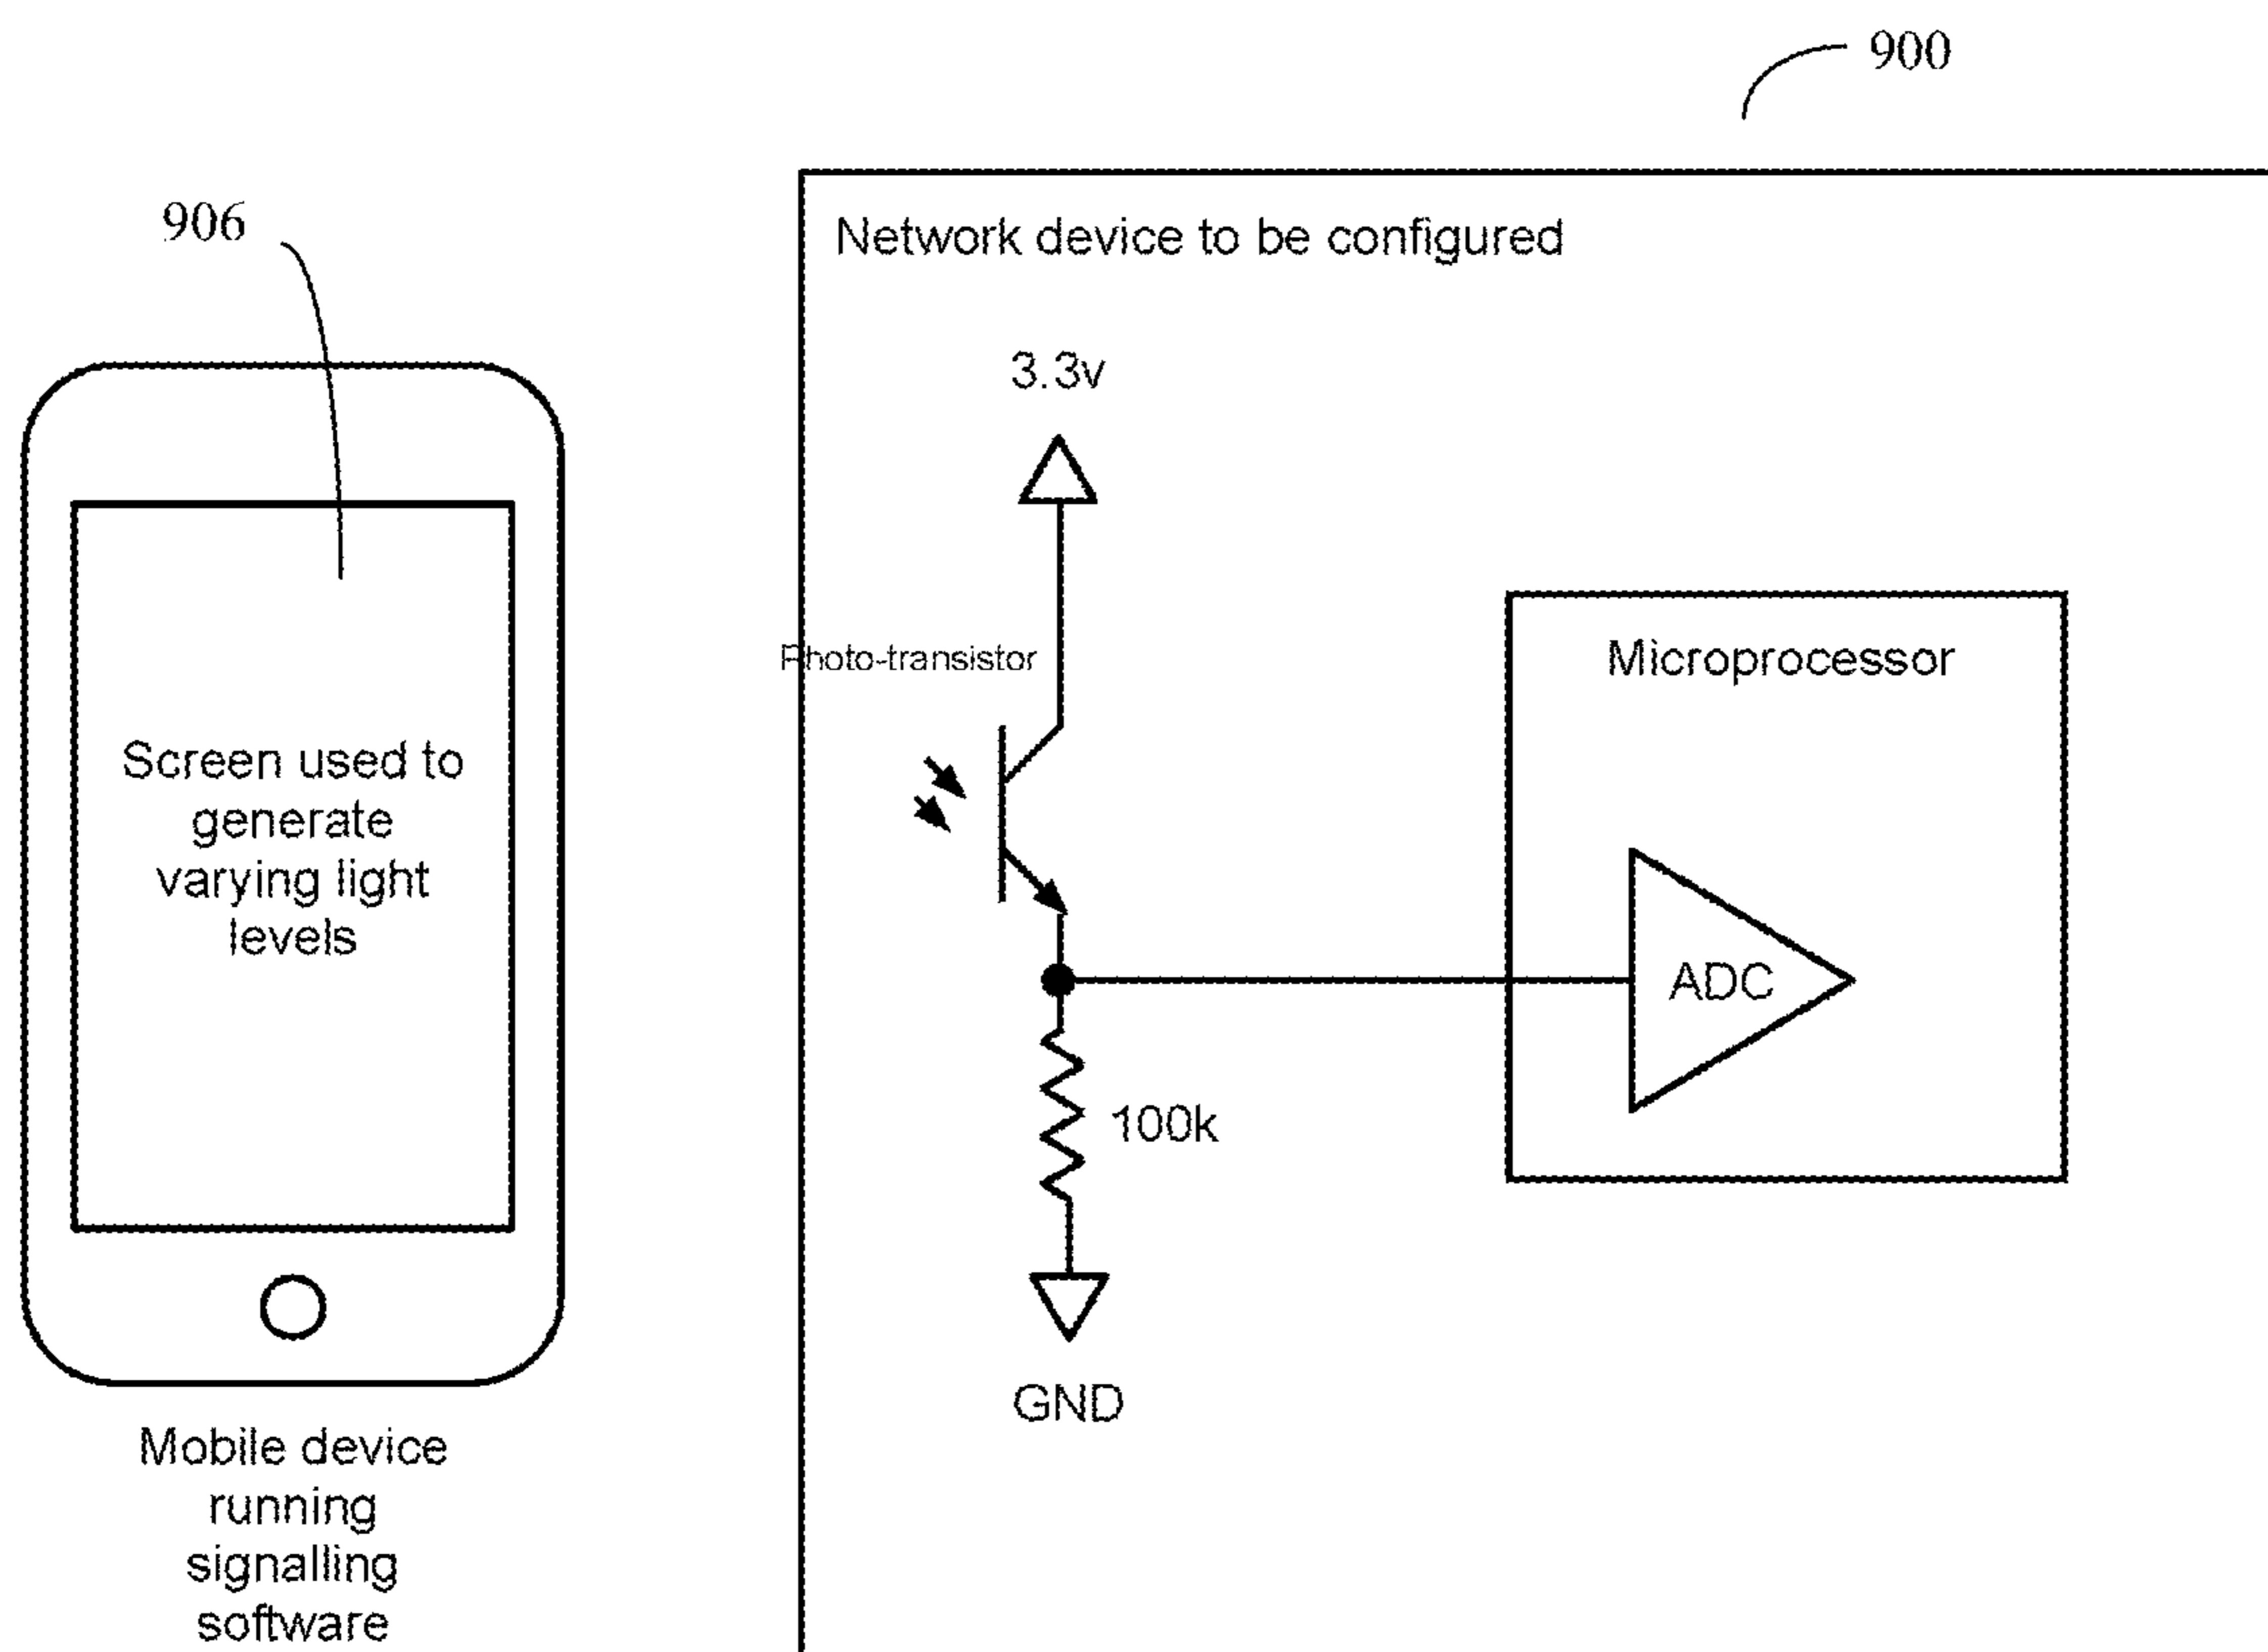 900
906
Network device to be configured
3.3v
Photo-transistor
Microprocessor
Screen used to
generate
varying light
levels
ADC
100k
GND
Mobile device
running
signalling
software